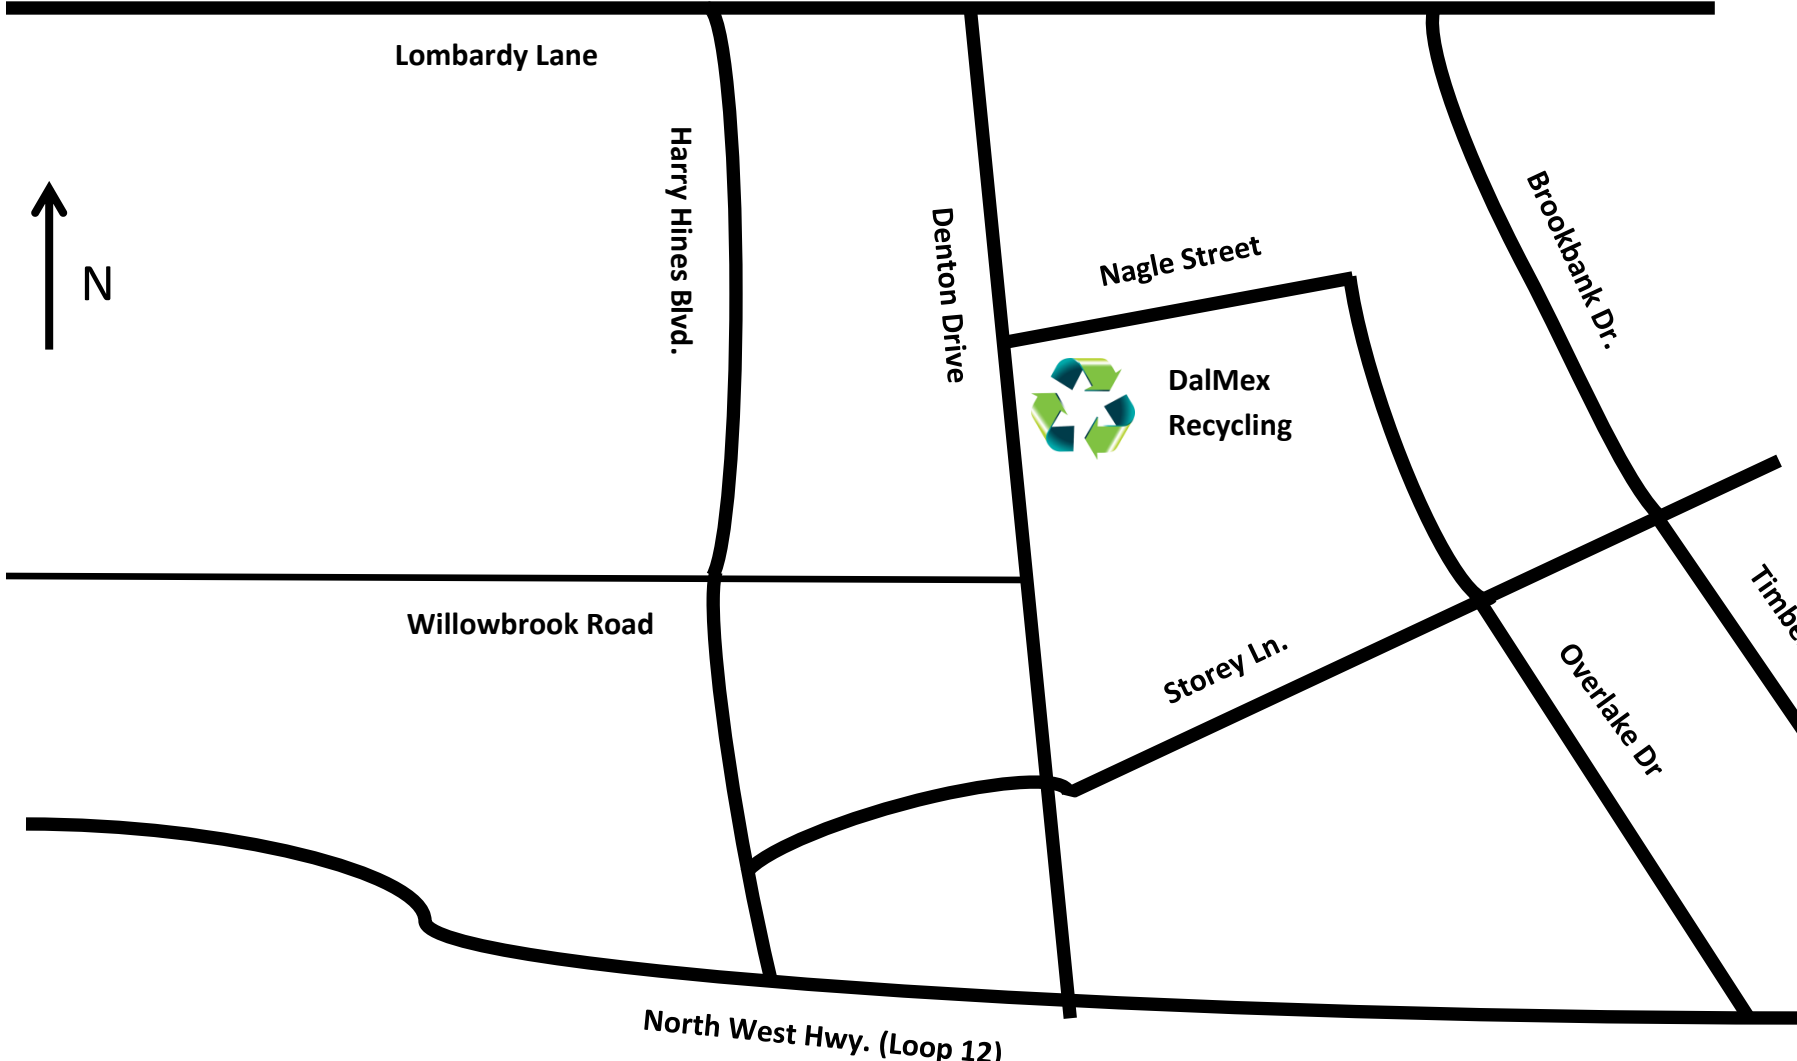 Lombardy Lane
Harry Hines Blvd.
Denton Drive
Nagle Street
Brookbank Dr.
N
DalMex
Recycling
Willowbrook Road
Storey Ln.
Overlake Dr
Timbe
North West Hwy. (Loop 12)